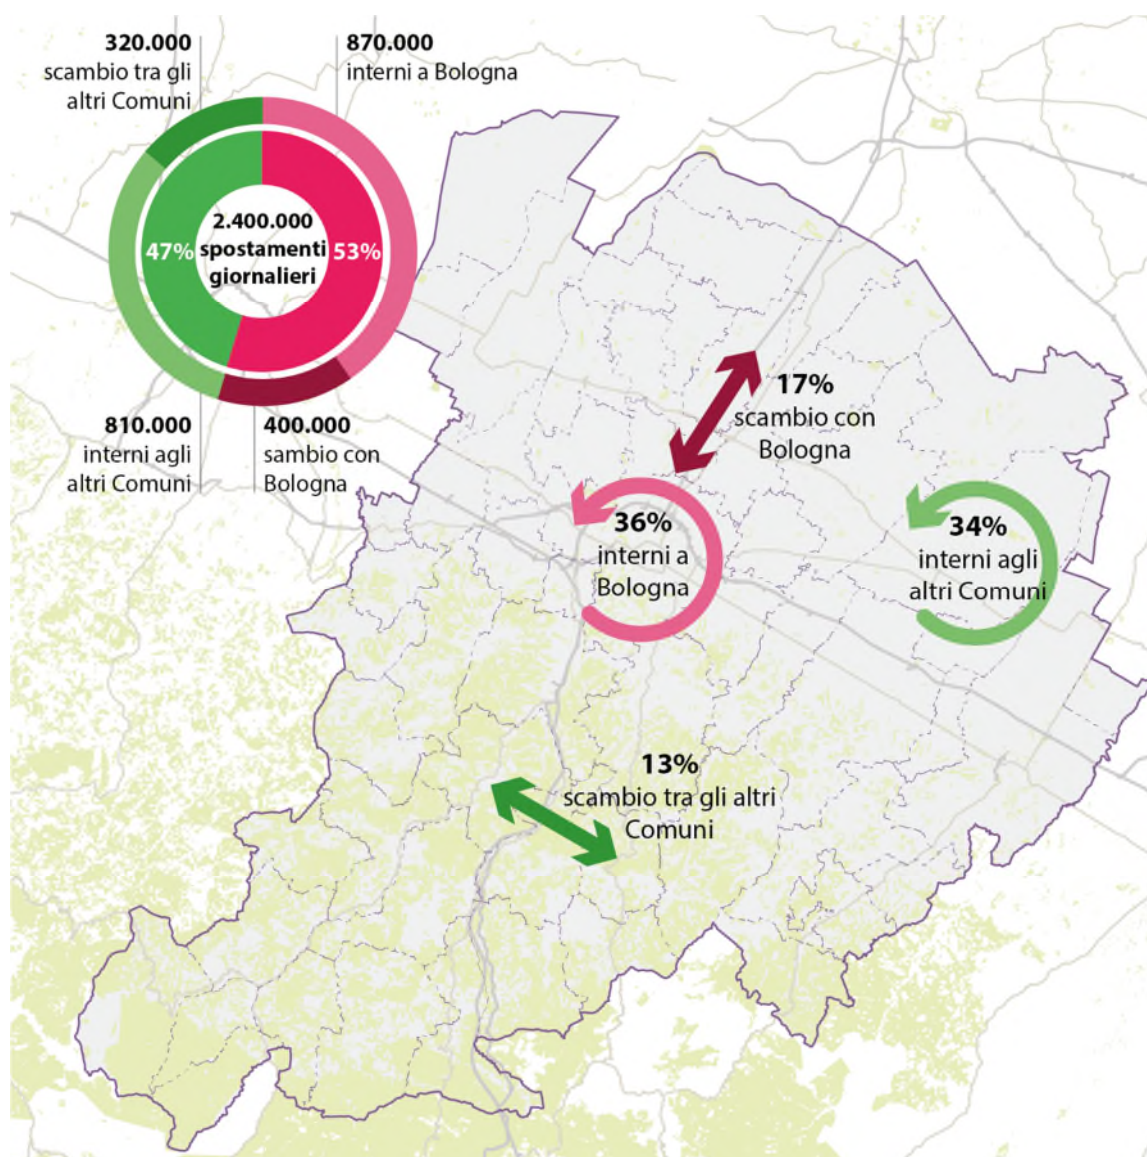 320.000
scambio tra gli
altri Comuni
870.000
interni a Bologna
2.400.000
47% spostamenti 53%
giornalieri
810.000
interni agli
altri Comuni
400.000
sambio con
Bologna
17%
scambio con
Bologna
36%
interni a
Bologna
34%
interni agli
altri Comuni
13%
scambio tra gli altri
Comuni